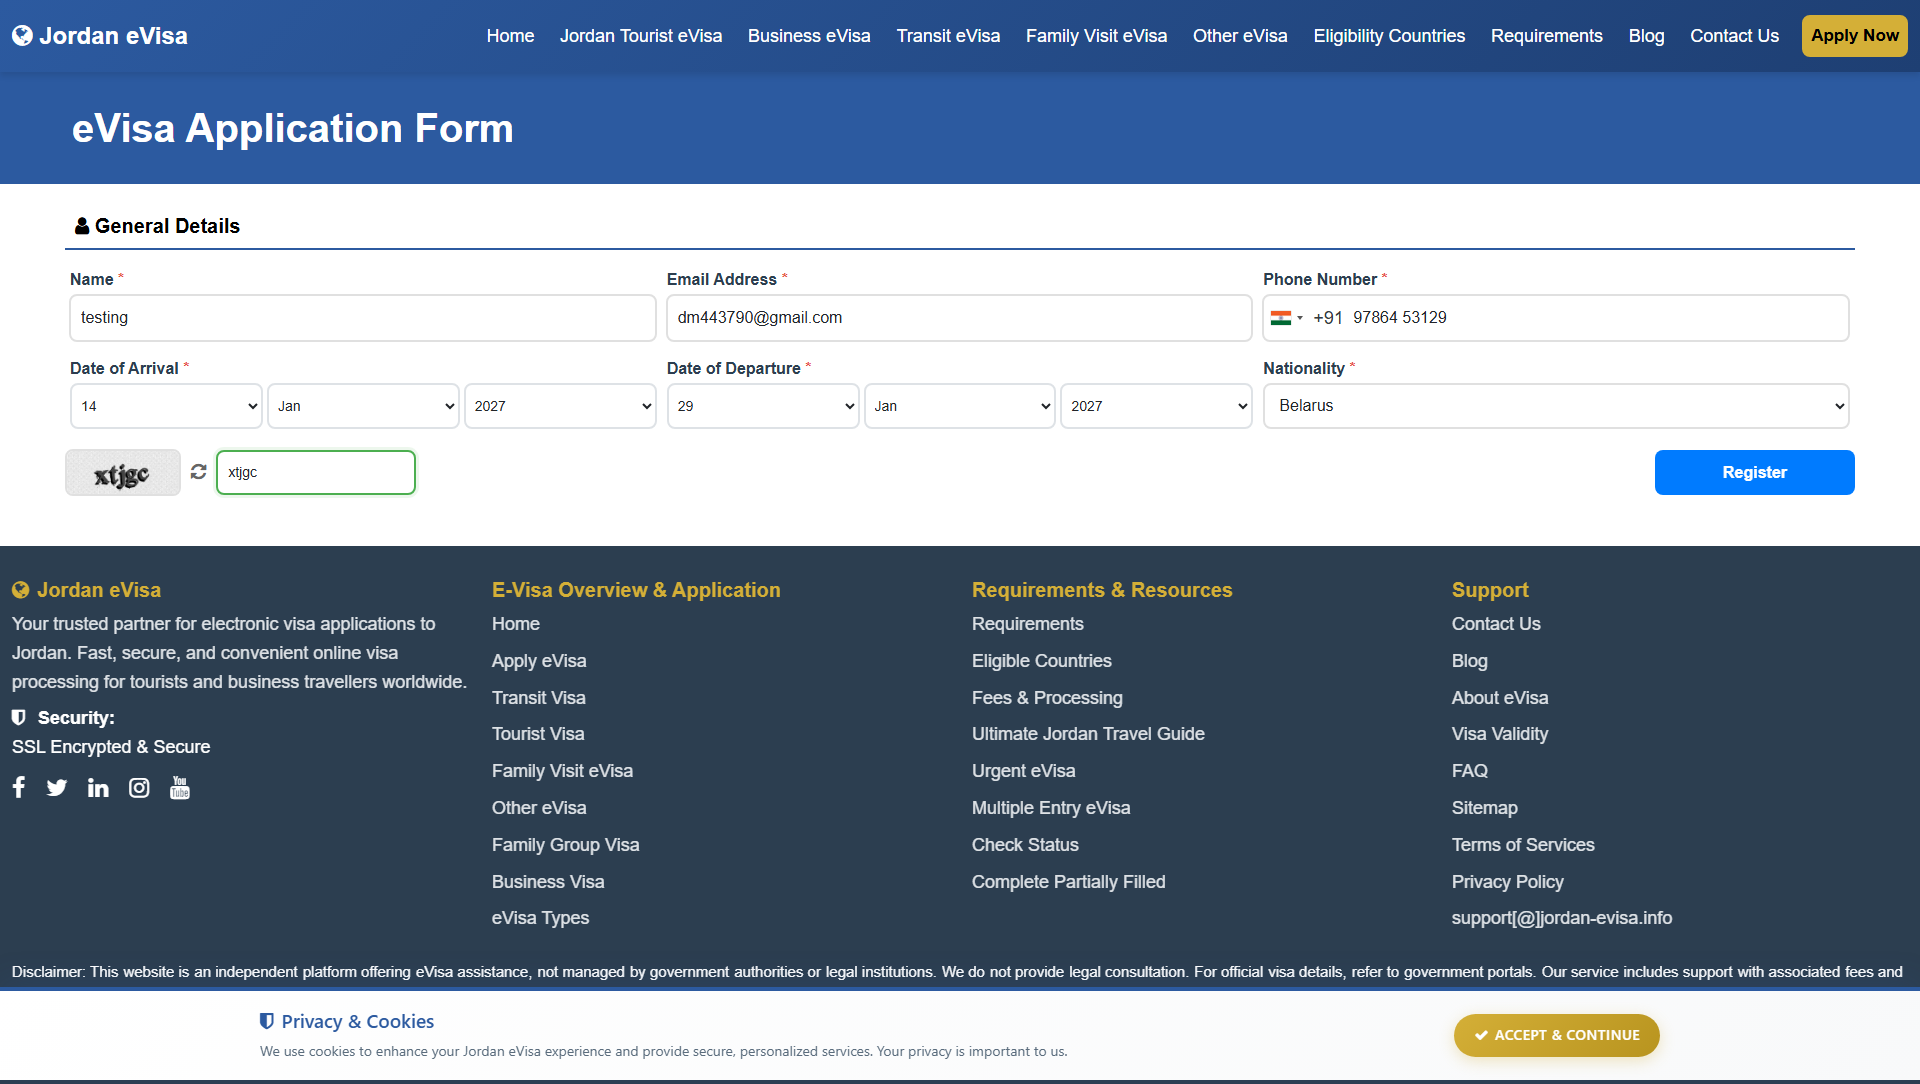 Jordan eVisa
Home Jordan Tourist eVisa Business eVisa Transit eVisa Family Visit eVisa Other eVisa Eligibility Countries Requirements Blog Contact Us Apply Now
eVisa Application Form
General Details
Name * Email Address * Phone Number *
testing dm443790@gmail.com +91 97864 53129
Date of Arrival * Date of Departure * Nationality *
14 Jan 2027 29 Jan 2027 Belarus
xtjgc xtjgc Register
Jordan eVisa
Your trusted partner for electronic visa applications to
Jordan. Fast, secure, and convenient online visa
processing for tourists and business travellers worldwide.
Security:
SSL Encrypted & Secure
You
Tube
E-Visa Overview & Application
Home
Apply eVisa
Transit Visa
Tourist Visa
Family Visit eVisa
Other eVisa
Family Group Visa
Business Visa
eVisa Types
Requirements & Resources
Requirements
Eligible Countries
Fees & Processing
Ultimate Jordan Travel Guide
Urgent eVisa
Multiple Entry eVisa
Check Status
Complete Partially Filled
Support
Contact Us
Blog
About eVisa
Visa Validity
FAQ
Sitemap
Terms of Services
Privacy Policy
support[@]jordan-evisa.info
Disclaimer: This website is an independent platform offering eVisa assistance, not managed by government authorities or legal institutions. We do not provide legal consultation. For official visa details, refer to government portals. Our service includes support with associated fees and
Privacy & Cookies
We use cookies to enhance your Jordan eVisa experience and provide secure, personalized services. Your privacy is important to us.
ACCEPT & CONTINUE